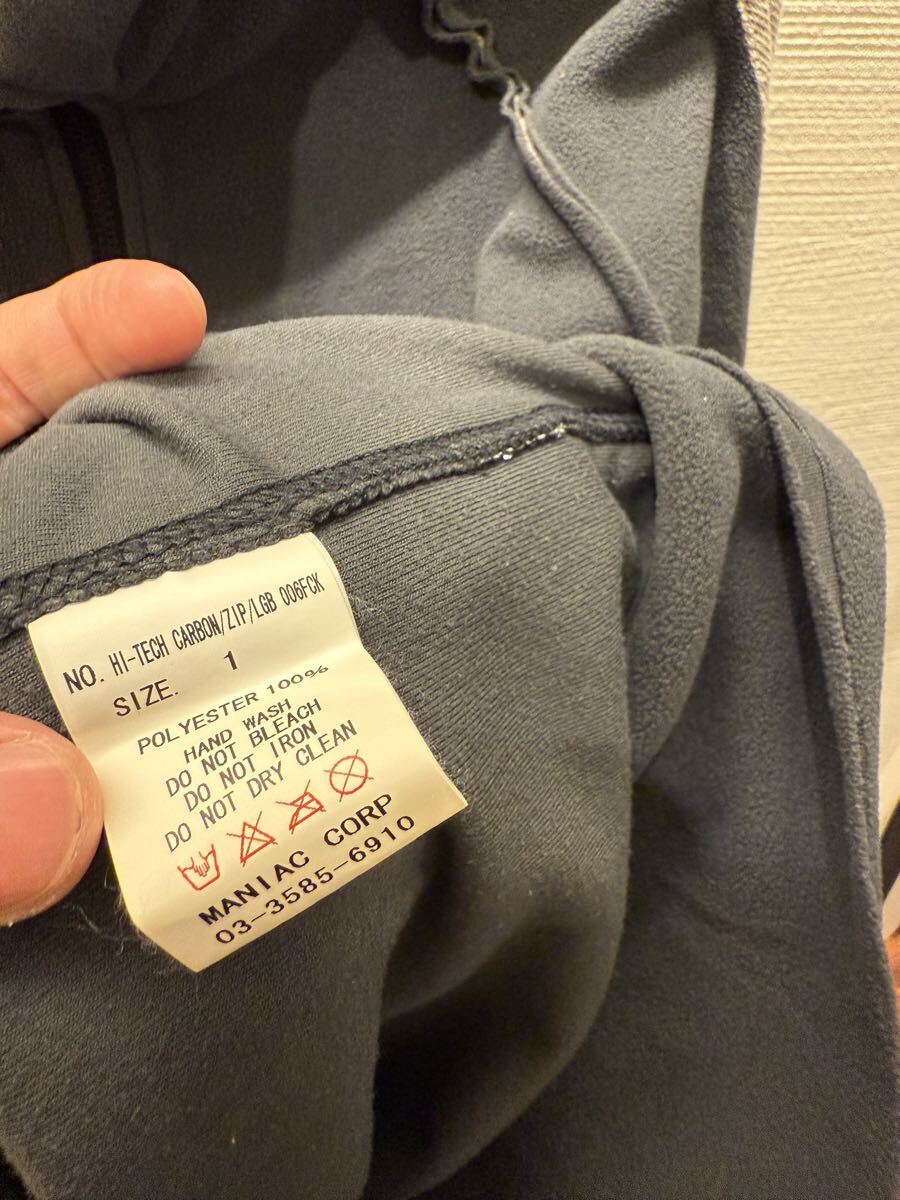 NO. HI-TECH CARBON/ZIP/LGB 006FCK
SIZE. 1
POLYESTER 100%
HAND WASH
DO NOT BLEACH
DO NOT IRON
DO NOT DRY CLEAN
MANIAC CORP
03-3585-6910